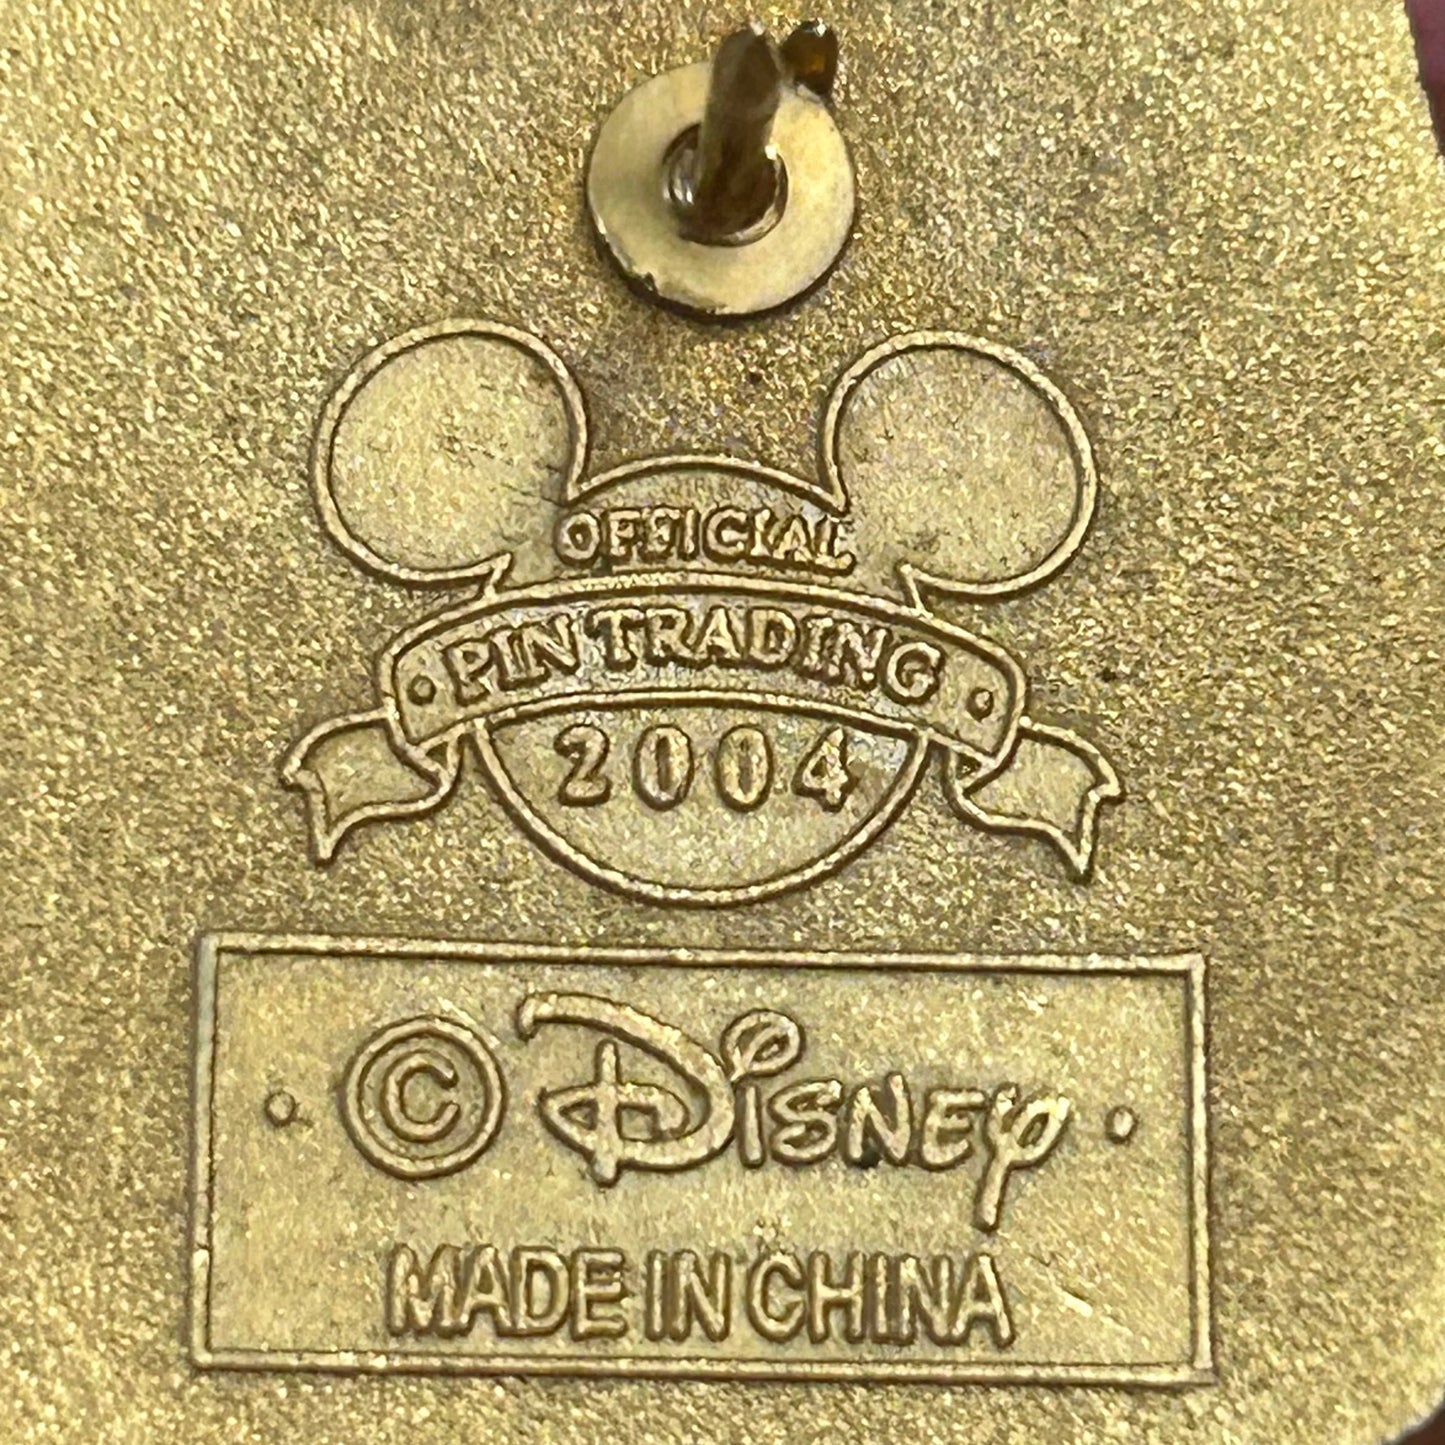 OFFICIAL
· PIN TRADING ·
2004
· © Disney ·
MADE IN CHINA